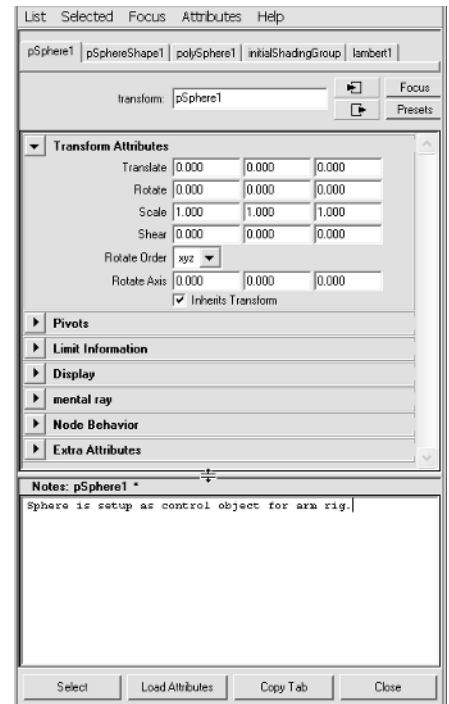 List Selected Focus Attributes Help
pSphere1 pSphereShape1 polySphere1 initialShadingGroup lambert1
transform: pSphere1
Focus
Presets
Transform Attributes
Translate 0.000 0.000 0.000
Rotate 0.000 0.000 0.000
Scale 1.000 1.000 1.000
Shear 0.000 0.000 0.000
Rotate Order xyz
Rotate Axis 0.000 0.000 0.000
Inherits Transform
Pivots
Limit Information
Display
mental ray
Node Behavior
Extra Attributes
Notes: pSphere1 *
Sphere is setup as control object for arm rig.
Select Load Attributes Copy Tab Close